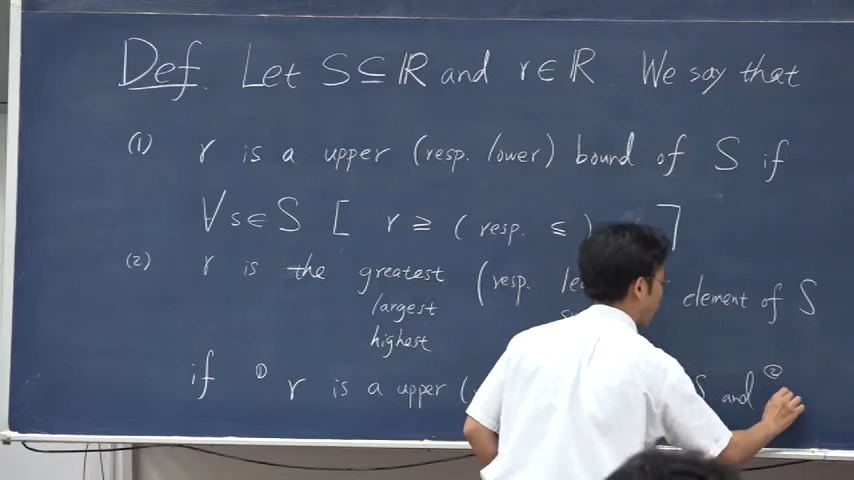 Def. Let S ⊆ ℝ and r ∈ ℝ. We say that
(1) r is a upper (resp. lower) bound of S if
∀s∈S [ r ≥ (resp. ≤ ) ]
(2) r is the greatest (resp. element of S
largest
highest
if ① r is a upper ( S and ②